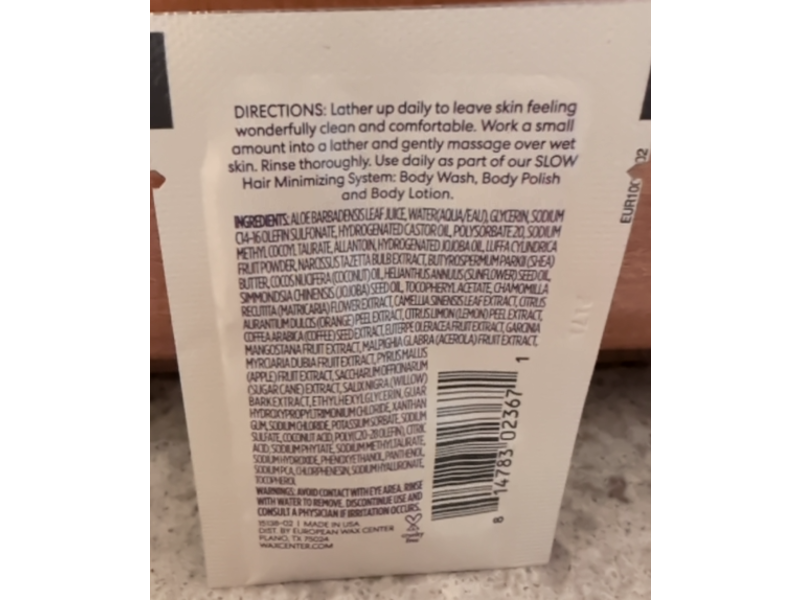 DIRECTIONS: Lather up daily to leave skin feeling
wonderfully clean and comfortable. Work a small
amount into a lather and gently massage over wet
skin. Rinse thoroughly. Use daily as part of our SLOW
Hair Minimizing System: Body Wash, Body Polish
and Body Lotion.
INGREDIENTS: ALOE BARBADENSIS LEAF JUICE, WATER (AQUA/EAU), GLYCERIN, SODIUM
C14-16 OLEFIN SULFONATE, HYDROGENATED CASTOR OIL, POLYSORBATE 20, SODIUM
METHYL COCOYL TAURATE, ALLANTOIN, HYDROGENATED JOJOBA OIL, LUFFA CYLINDRICA
FRUIT POWDER, NARCISSUS TAZETTA BULB EXTRACT, BUTYROSPERMUM PARKII (SHEA)
BUTTER, COCOS NUCIFERA (COCONUT) OIL, HELIANTHUS ANNUUS (SUNFLOWER) SEED OIL,
SIMMONDSIA CHINENSIS (JOJOBA) SEED OIL, TOCOPHERYL ACETATE, CHAMOMILLA
RECUTITA (MATRICARIA) FLOWER EXTRACT, CAMELLIA SINENSIS LEAF EXTRACT, CITRUS
AURANTIUM DULCIS (ORANGE) PEEL EXTRACT, CITRUS LIMON (LEMON) PEEL EXTRACT,
COFFEA ARABICA (COFFEE) SEED EXTRACT, EUTERPE OLERACEA FRUIT EXTRACT, GARCINIA
MANGOSTANA FRUIT EXTRACT, MALPIGHIA GLABRA (ACEROLA) FRUIT EXTRACT,
MYRCIARIA DUBIA FRUIT EXTRACT, PYRUS MALUS
(APPLE) FRUIT EXTRACT, SACCHARUM OFFICINARUM
(SUGAR CANE) EXTRACT, SALIX NIGRA (WILLOW)
BARK EXTRACT, ETHYLHEXYLGLYCERIN, GUAR
HYDROXYPROPYLTRIMONIUM CHLORIDE, XANTHAN
GUM, SODIUM CHLORIDE, POTASSIUM SORBATE, SODIUM
SULFATE, COCONUT ACID, POLY(C20-28 OLEFIN), CITRIC
ACID, SODIUM PHYTATE, SODIUM METHYLTAURATE,
SODIUM HYDROXIDE, PHENOXYETHANOL, PANTHENOL,
SODIUM PCA, CHLORPHENESIN, SODIUM HYALURONATE,
TOCOPHEROL
WARNINGS: AVOID CONTACT WITH EYE AREA, RINSE
WITH WATER TO REMOVE. DISCONTINUE USE AND
CONSULT A PHYSICIAN IF IRRITATION OCCURS.
15128-02 | MADE IN USA
DIST. BY EUROPEAN WAX CENTER
PLANO, TX 75024
WAXCENTER.COM
cruelty
free
8 14783 02367 1
EUR100
02